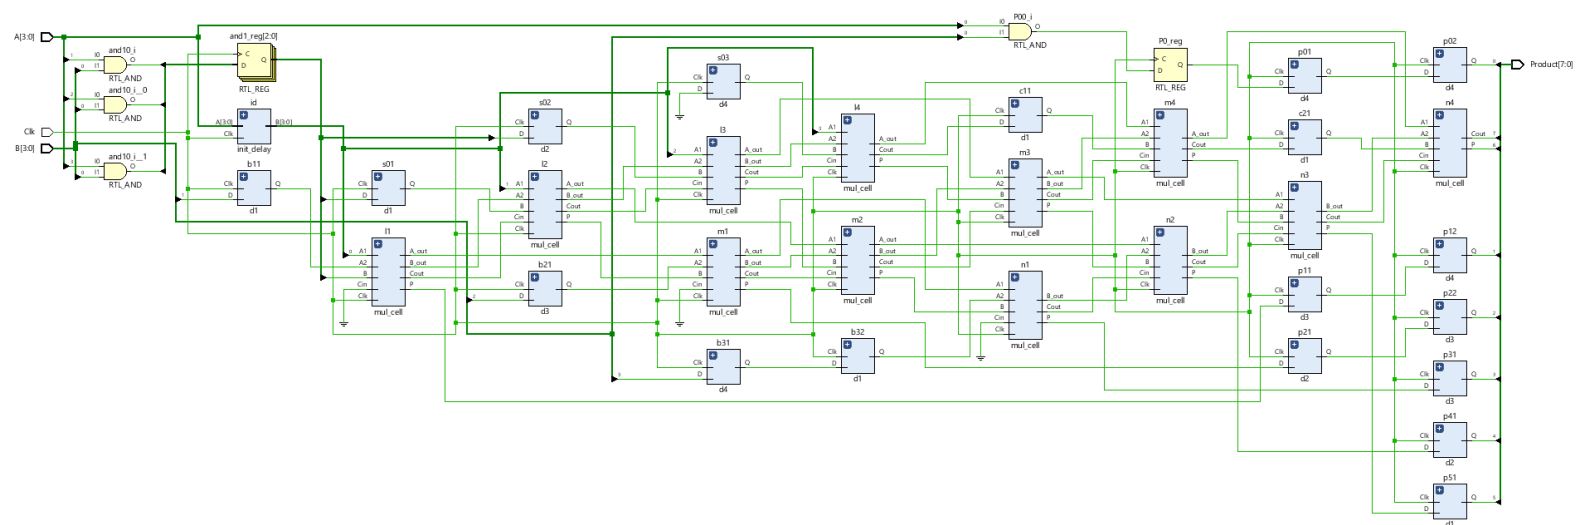 A[3:0]
and10_i
I0
O
I1
RTL_AND
and10_i__0
I0
O
I1
RTL_AND
Clk
B[3:0]
and10_i__1
I0
O
I1
RTL_AND
and1_reg[2:0]
C
Q
D
RTL_REG
id
A[3:0]
B[3:0]
Clk
init_delay
b11
Clk
Q
D
d1
s01
Clk
Q
D
d1
l1
A1
A_out
A2
B_out
B
Cout
Cin
P
Clk
mul_cell
s02
Clk
Q
D
d2
l2
A1
A_out
A2
B_out
B
Cout
Cin
P
Clk
mul_cell
b21
Clk
Q
D
d3
s03
Clk
Q
D
d4
l3
A1
A_out
A2
B_out
B
Cout
Cin
P
Clk
mul_cell
m1
A1
A_out
A2
B_out
B
Cout
Cin
P
Clk
mul_cell
b31
Clk
Q
D
d4
l4
A1
A_out
A2
B_out
B
Cout
Cin
P
Clk
mul_cell
m2
A1
A_out
A2
B_out
B
Cout
Cin
P
Clk
mul_cell
b32
Clk
Q
D
d1
P00_i
I0
O
I1
RTL_AND
c11
Clk
Q
D
d1
m3
A1
A_out
A2
B_out
B
Cout
Cin
P
Clk
mul_cell
n1
A1
B_out
A2
Cout
B
P
Cin
Clk
mul_cell
P0_reg
C
Q
D
RTL_REG
m4
A1
A_out
A2
B_out
B
Cout
Cin
P
Clk
mul_cell
n2
A1
A_out
A2
B_out
B
Cout
Cin
P
Clk
mul_cell
p01
Clk
Q
D
d4
c21
Clk
Q
D
d1
n3
A1
B_out
A2
Cout
B
P
Cin
Clk
mul_cell
p11
Clk
Q
D
d3
p21
Clk
Q
D
d2
p02
Clk
Q
D
d4
n4
A1
Cout
A2
P
B
Cin
Clk
mul_cell
p12
Clk
Q
D
d4
p22
Clk
Q
D
d3
p31
Clk
Q
D
d3
p41
Clk
Q
D
d2
p51
Clk
Q
D
Product[7:0]